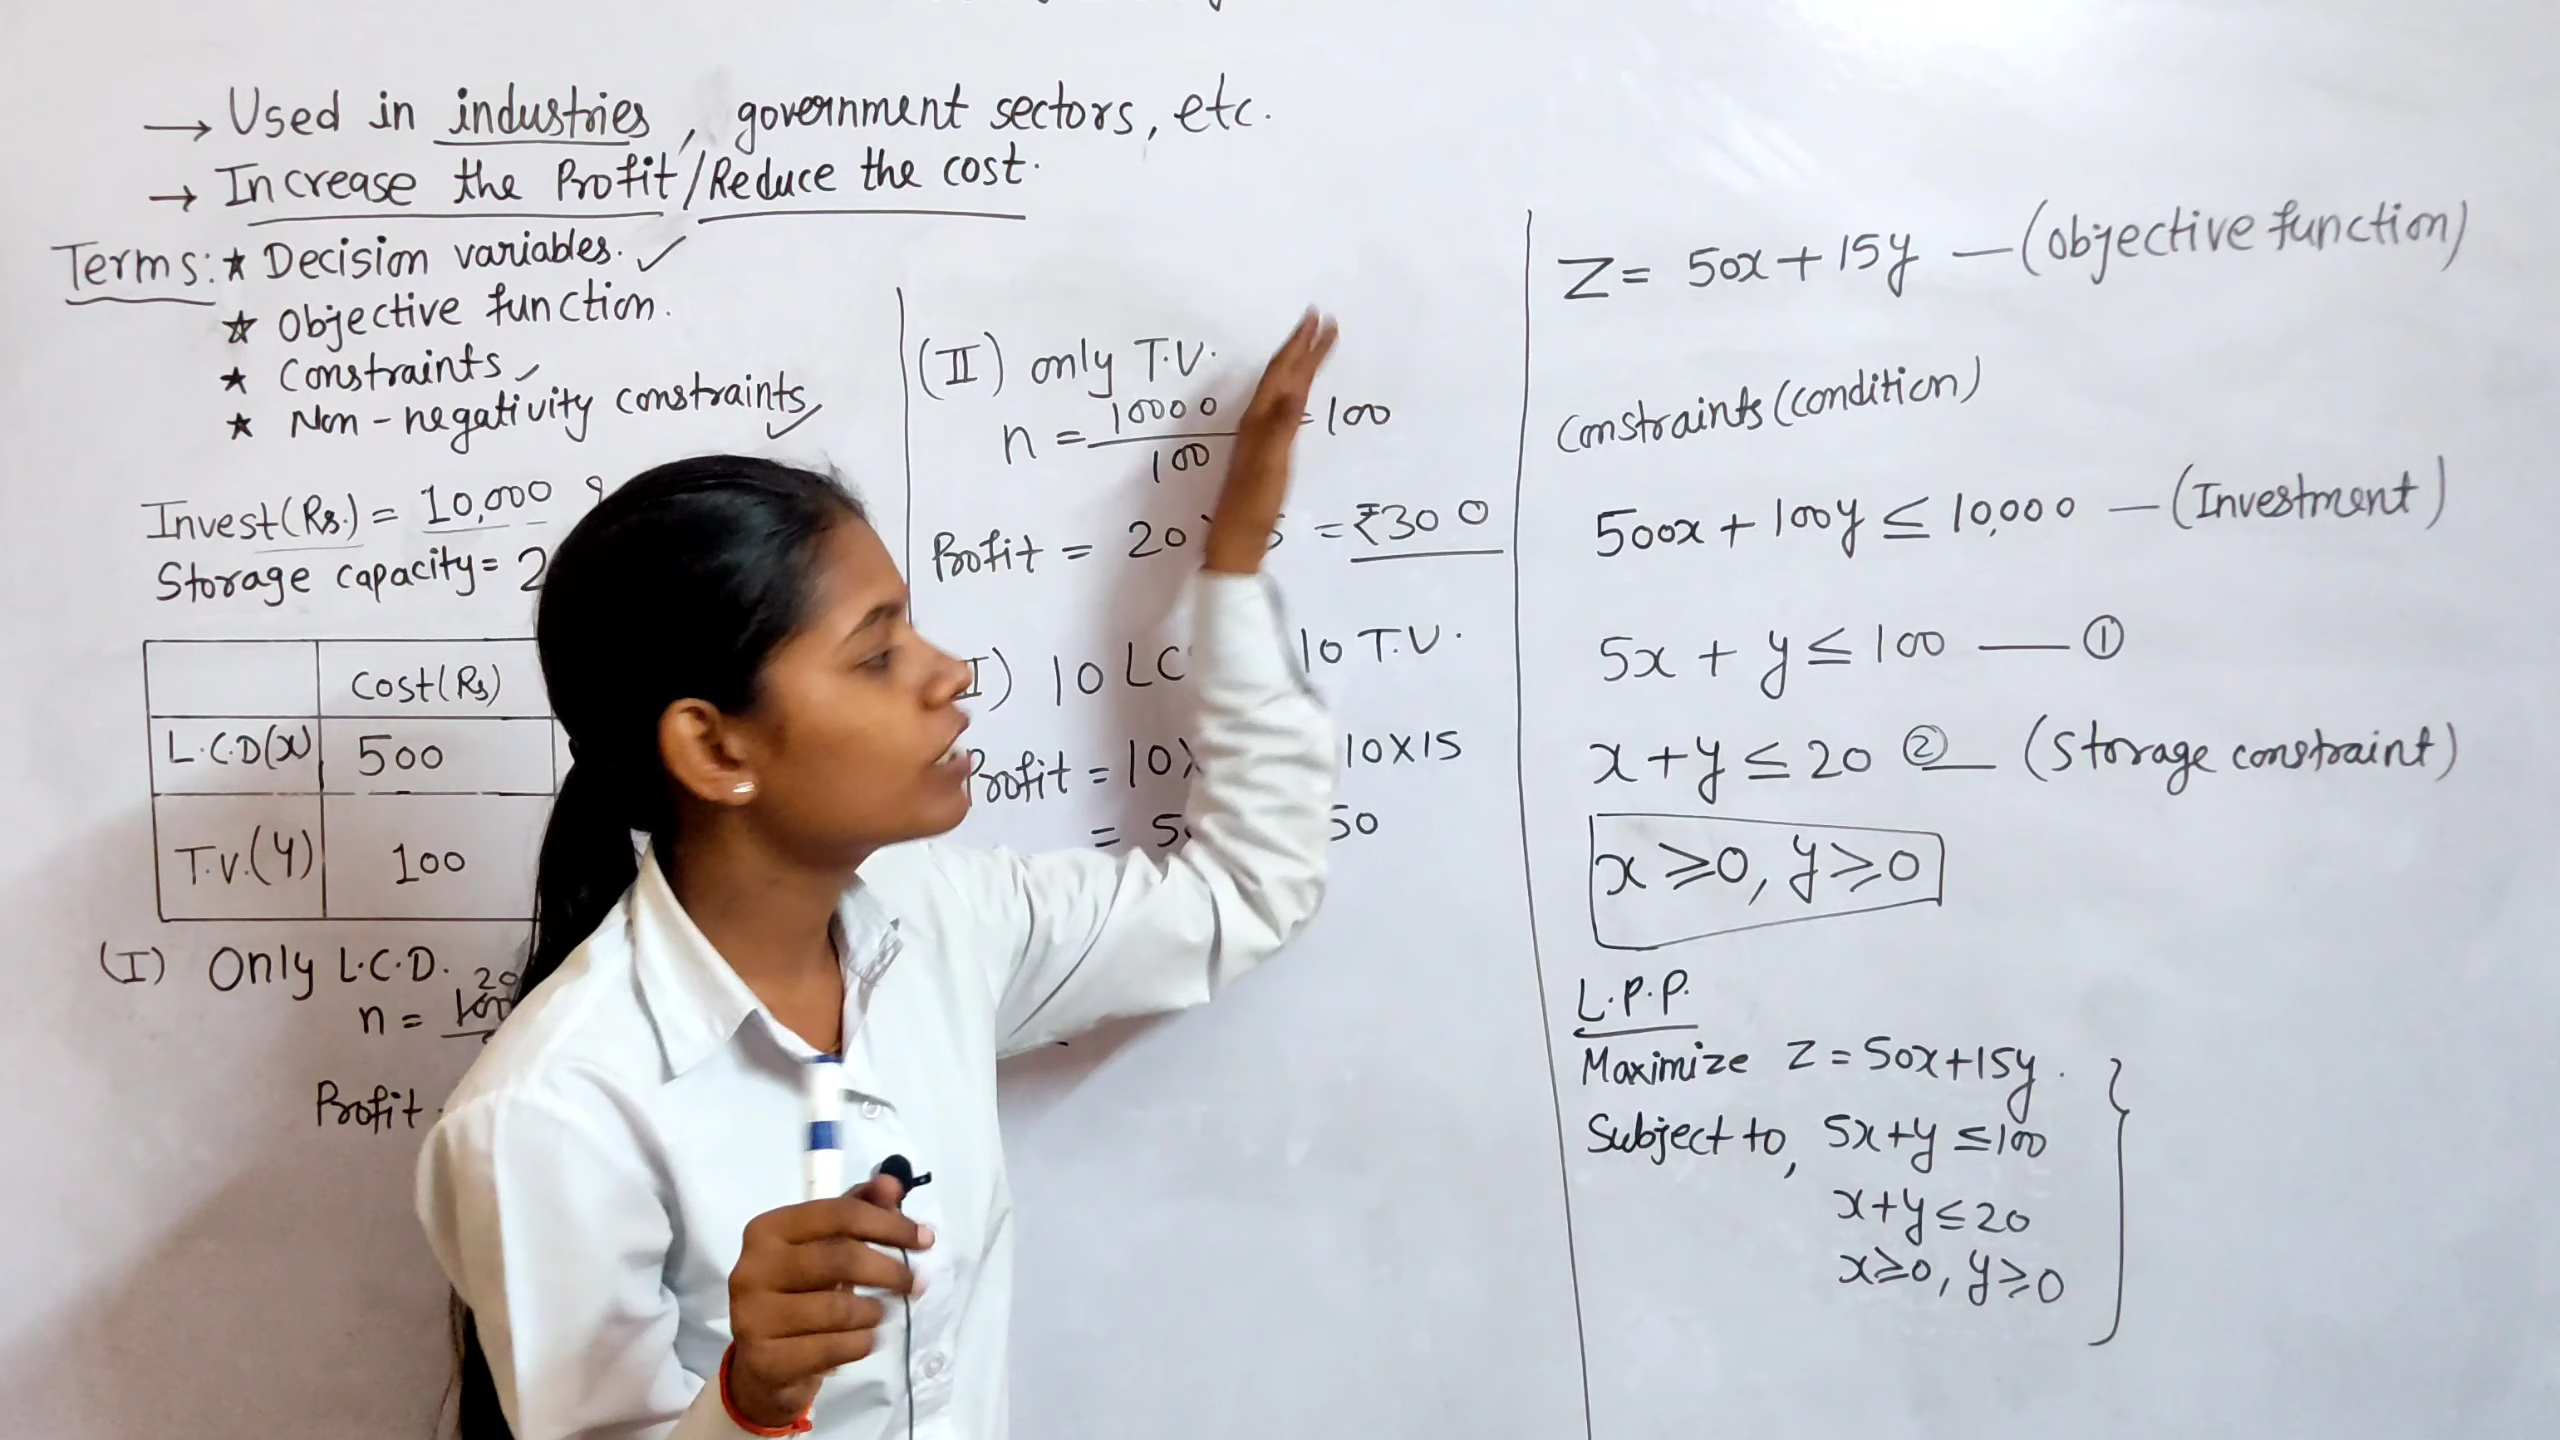 → Used in industries, government sectors, etc.
→ Increase the Profit/Reduce the cost.
Terms: ★ Decision variables. ✓
★ Objective function.
★ Constraints ✓
★ Non-negativity constraints ✓
Invest(Rs.) = 10,000
Storage capacity = 2
Cost(Rs)
L.C.D(x) 500
T.V.(y) 100
(I) Only L.C.D.
20
n =
Profit
(II) only T.V.
n = 10000/100 = 100
Profit = 20 = ₹300
10 LC 10 T.V.
Profit = 10X 10X15
= 5 50
Z = 50x + 15y — (objective function)
Constraints (condition)
500x + 100y ≤ 10,000 — (Investment)
5x + y ≤ 100 — ①
x + y ≤ 20 ② — (Storage constraint)
x ≥ 0, y ≥ 0
L.P.P.
Maximize Z = 50x+15y.
Subject to, 5x+y ≤ 100
x+y ≤ 20
x ≥ 0, y ≥ 0